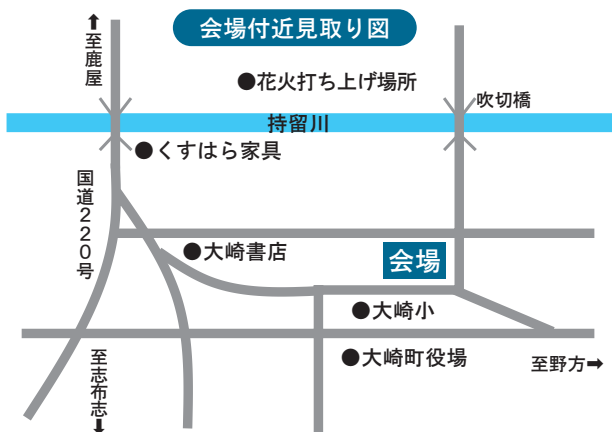 会場付近見取り図
⬆至鹿屋
●花火打ち上げ場所
吹切橋
持留川
●くすはら家具
国道220号
●大崎書店
会場
●大崎小
●大崎町役場
至野方➡
至志布志⬇